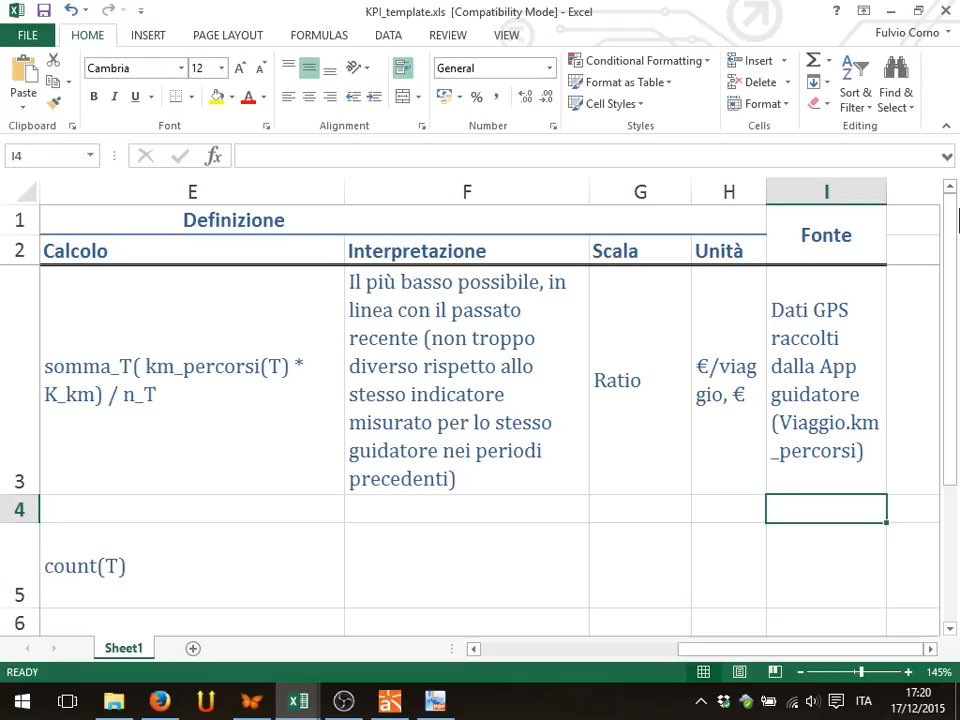 KPI_template.xls [Compatibility Mode] - Excel
?
FILE HOME INSERT PAGE LAYOUT FORMULAS DATA REVIEW VIEW Fulvio Corno
Paste
Cambria 12
B I U
General
% ,
Conditional Formatting
Format as Table
Cell Styles
Insert
Delete
Format
Sort & Filter
Find & Select
Clipboard Font Alignment Number Styles Cells Editing
I4 fx
E F G H I
1 Definizione Fonte
2 Calcolo Interpretazione Scala Unità
3
somma_T( km_percorsi(T) *
K_km) / n_T
Il più basso possibile, in
linea con il passato
recente (non troppo
diverso rispetto allo
stesso indicatore
misurato per lo stesso
guidatore nei periodi
precedenti)
Ratio
€/viag
gio, €
Dati GPS
raccolti
dalla App
guidatore
(Viaggio.km
_percorsi)
4
5 count(T)
6
Sheet1
READY 145%
ITA
17:20
17/12/2015